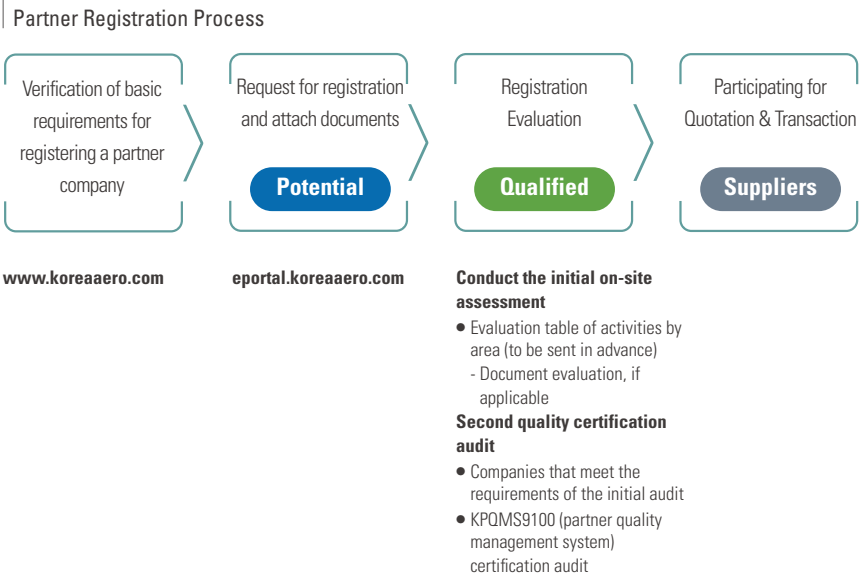 Partner Registration Process
Verification of basic
requirements for
registering a partner
company
Request for registration
and attach documents
Potential
Registration
Evaluation
Qualified
Participating for
Quotation & Transaction
Suppliers
www.koreaaero.com
eportal.koreaaero.com
Conduct the initial on-site
assessment
● Evaluation table of activities by
area (to be sent in advance)
- Document evaluation, if
applicable
Second quality certification
audit
● Companies that meet the
requirements of the initial audit
● KPQMS9100 (partner quality
management system)
certification audit